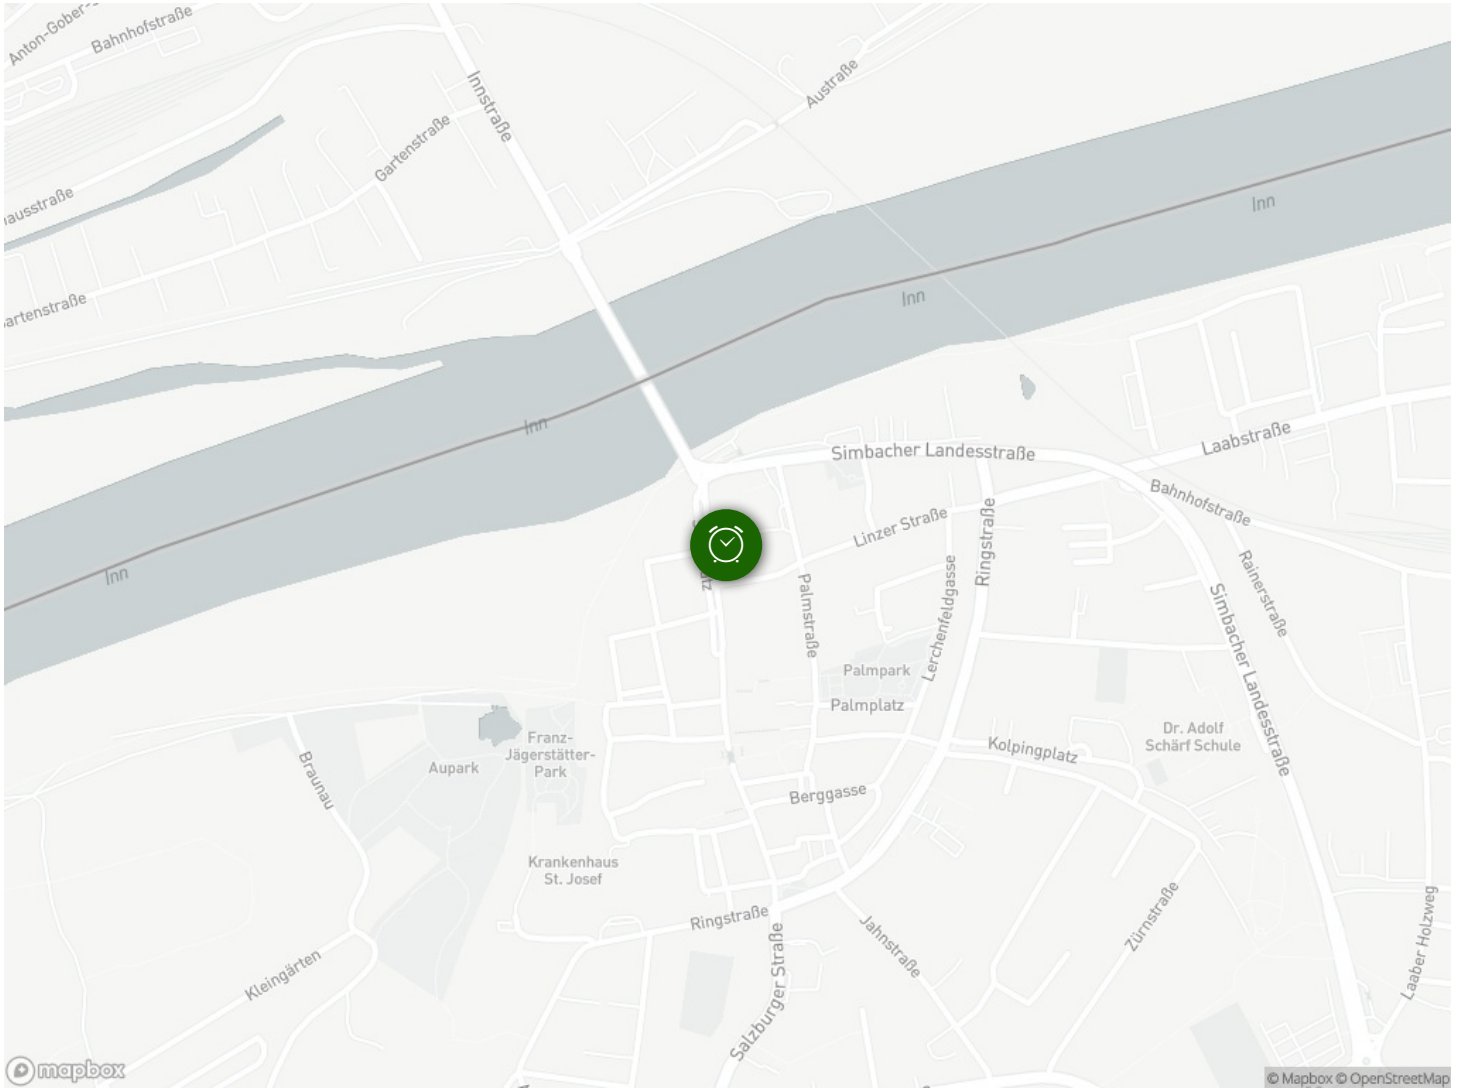 Anton-Gober-
Bahnhofstraße
Innstraße
Austraße
Gartenstraße
hausstraße
Inn
artenstraße
Inn
Inn
Simbacher Landesstraße
Laabstraße
Bahnhofstraße
Linzer Straße
Ringstraße
Inn
Lerchenfeldgasse
Palmstraße
Rainerstraße
Simbacher Landesstraße
Palmpark
Palmplatz
Franz-
Jägerstätter-
Park
Aupark
Braunau
Kolpingplatz
Dr. Adolf
Schärf Schule
Berggasse
Krankenhaus
St. Josef
Ringstraße
Jahnstraße
Zürnstraße
Laaber Holzweg
Kleingärten
Salzburger Straße
mapbox
© Mapbox © OpenStreetMap